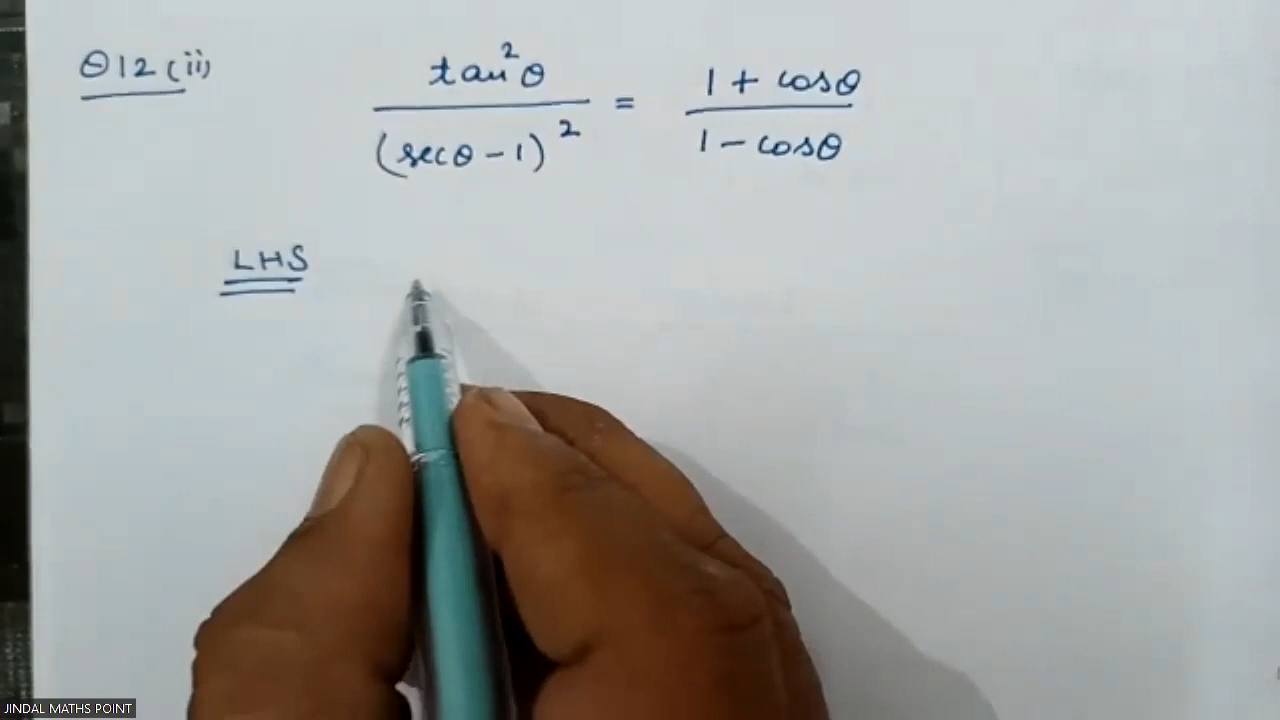 Q12 (ii)
tan²θ / (secθ - 1)² = 1 + cosθ / 1 - cosθ
LHS
JINDAL MATHS POINT